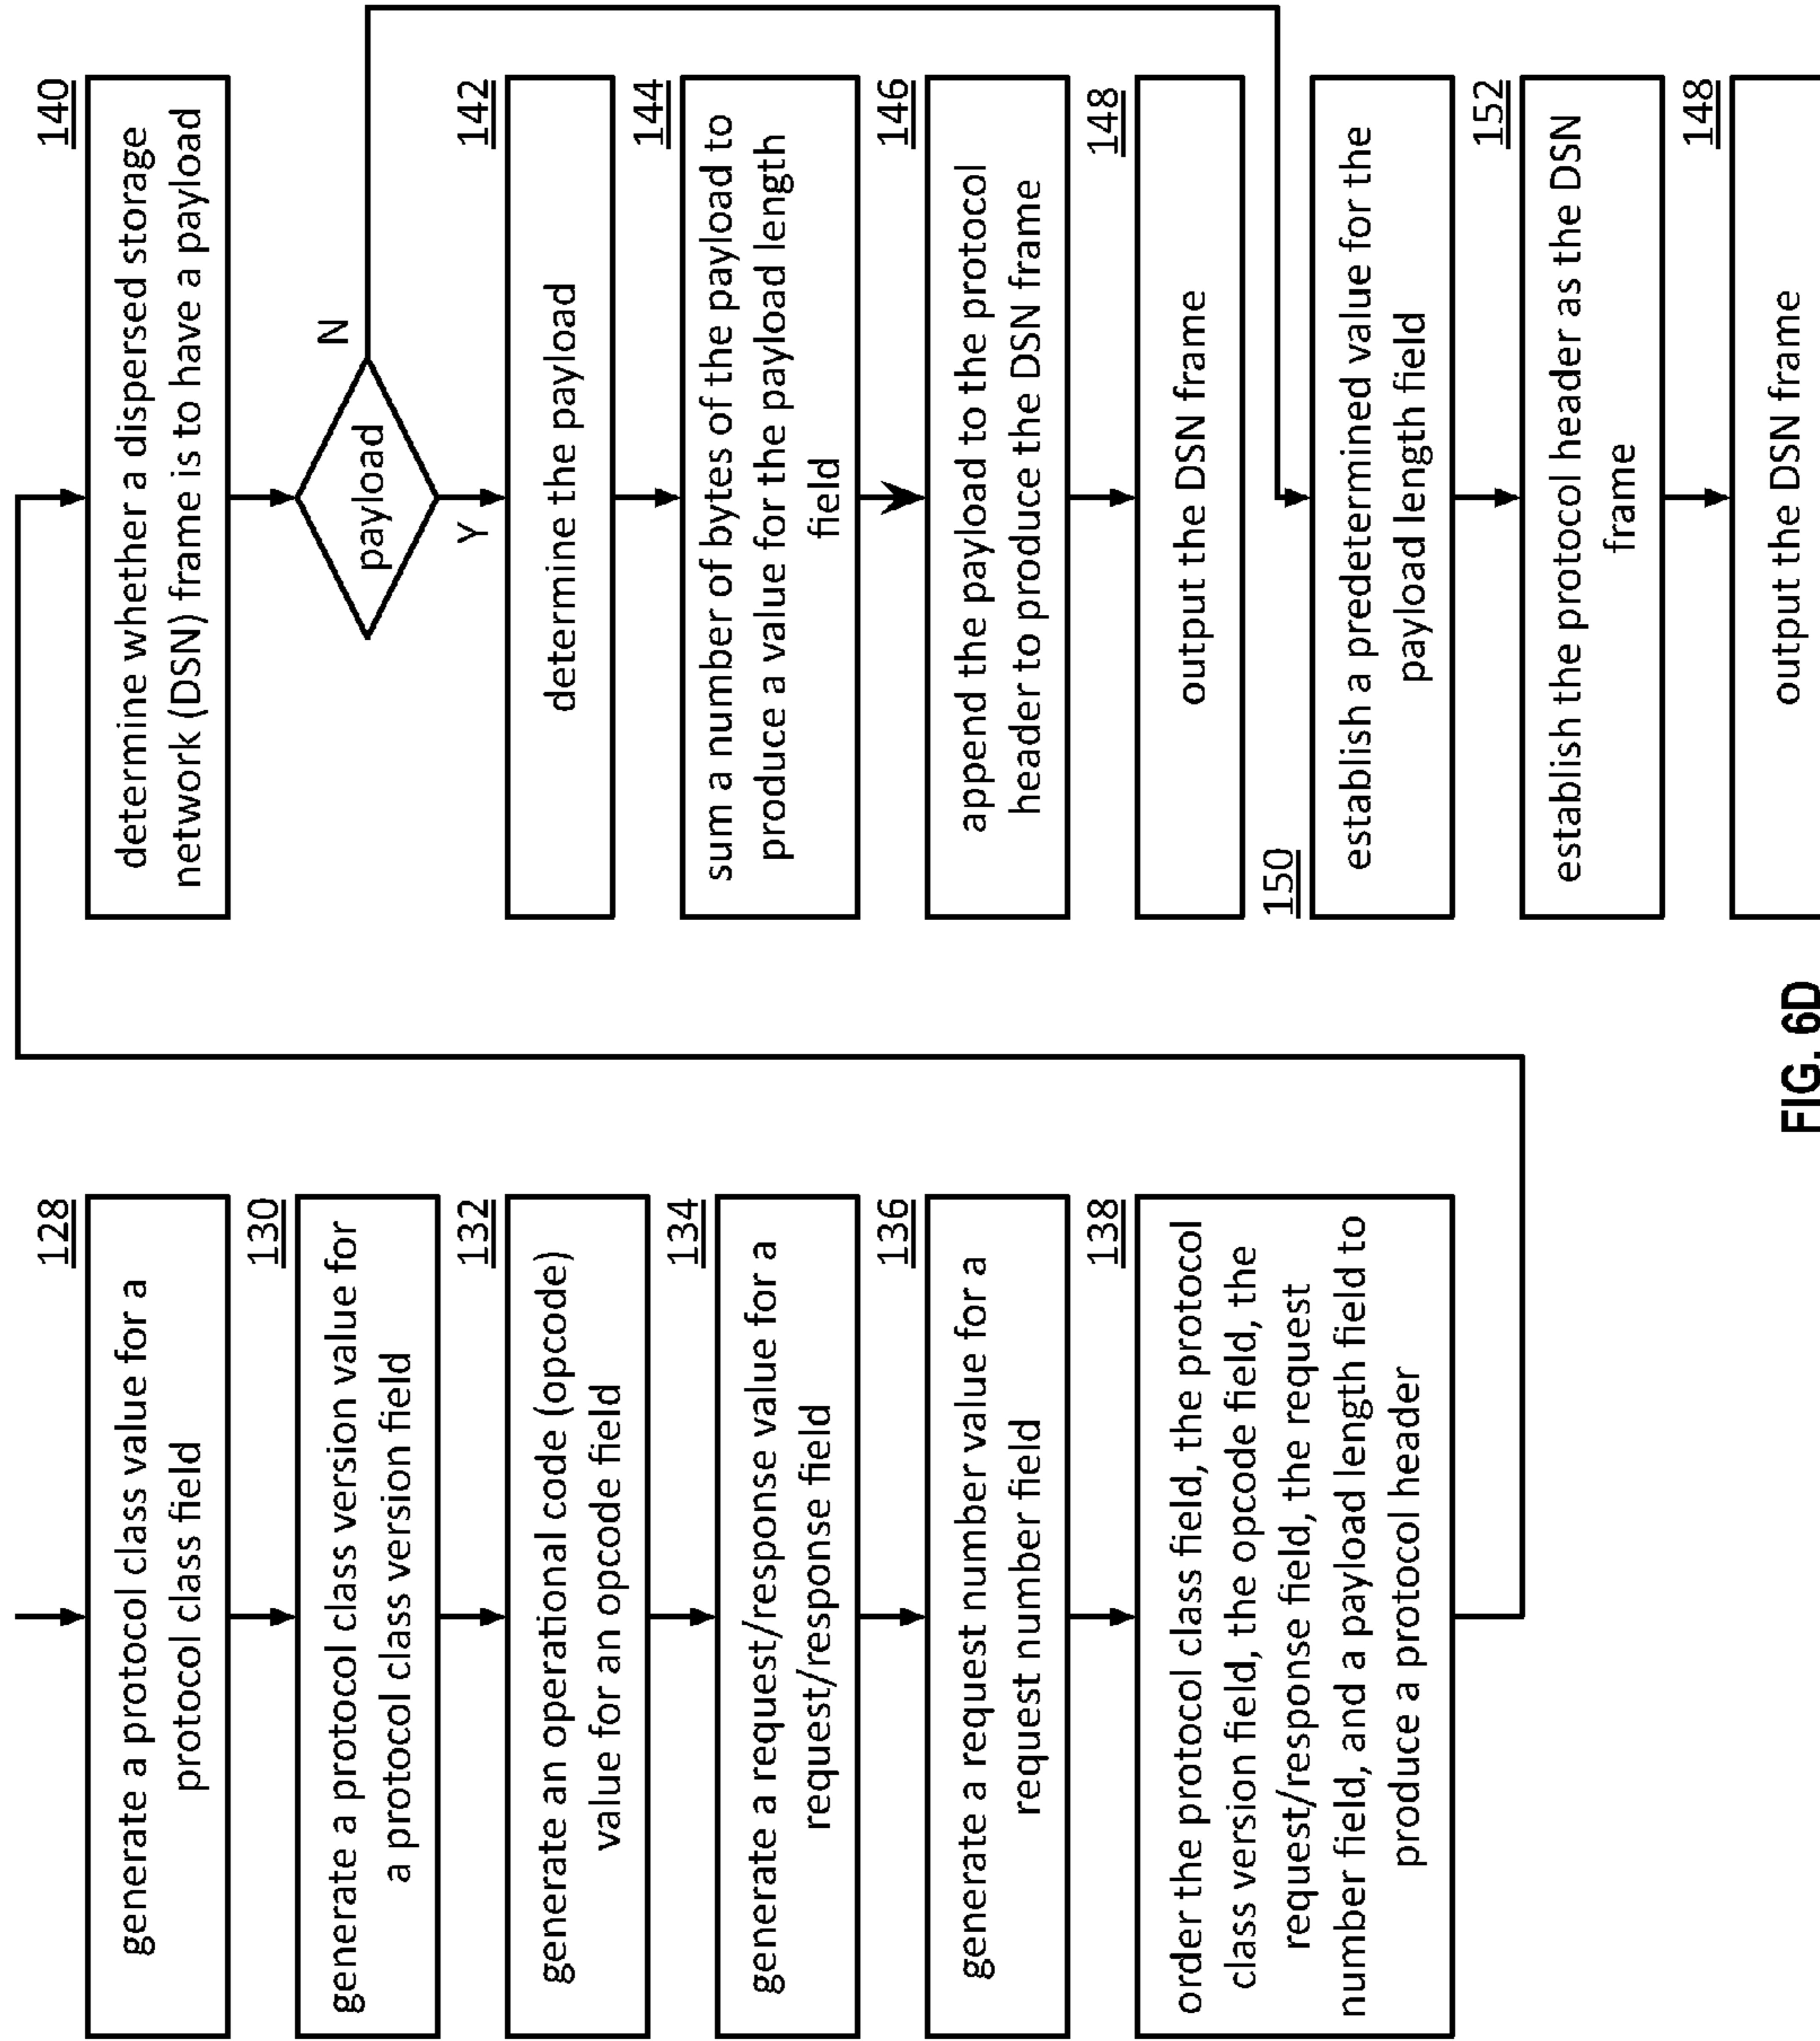 128
generate a protocol class value for a
protocol class field
130
generate a protocol class version value for
a protocol class version field
132
generate an operational code (opcode)
value for an opcode field
134
generate a request/response value for a
request/response field
136
generate a request number value for a
request number field
138
order the protocol class field, the protocol
class version field, the opcode field, the
request/response field, the request
number field, and a payload length field to
produce a protocol header
140
determine whether a dispersed storage
network (DSN) frame is to have a payload
payload
N
Y
142
determine the payload
144
sum a number of bytes of the payload to
produce a value for the payload length
field
146
append the payload to the protocol
header to produce the DSN frame
148
output the DSN frame
150
establish a predetermined value for the
payload length field
152
establish the protocol header as the DSN
frame
148
output the DSN frame
FIG. 6D